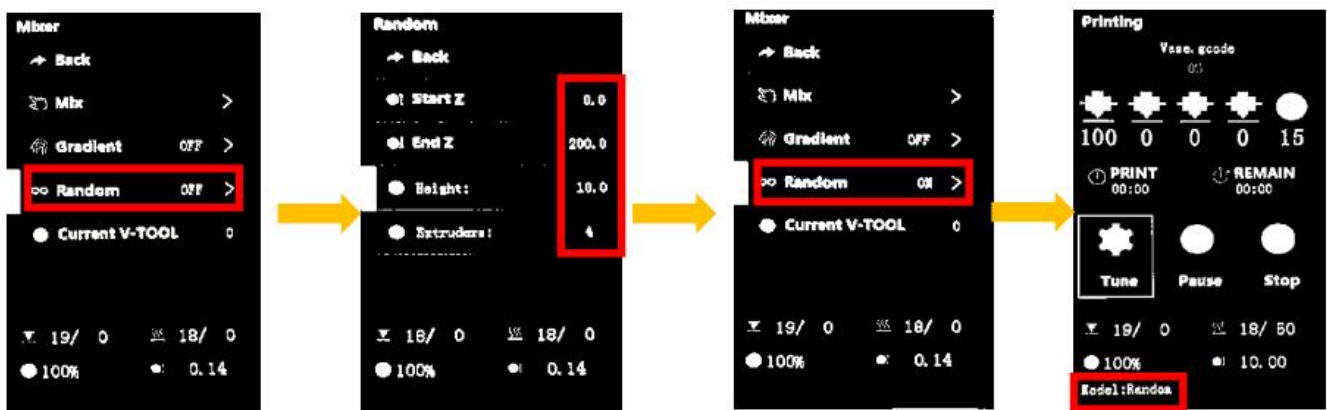 Mixer
Back
Mix >
Gradient OFF >
Random OFF >
Current V-TOOL 0
19/ 0 18/ 0
100% 0.14
Random
Back
Start Z 0.0
End Z 200.0
Height: 10.0
Extruders: 4
18/ 0 18/ 0
100% 0.14
Mixer
Back
Mix >
Gradient OFF >
Random ON >
Current V-TOOL 0
19/ 0 18/ 0
100% 0.14
Printing
Vase.gcode
0%
100 0 0 0 15
PRINT REMAIN
00:00 00:00
Tune Pause Stop
19/ 0 18/ 50
100% 10.00
Model:Random